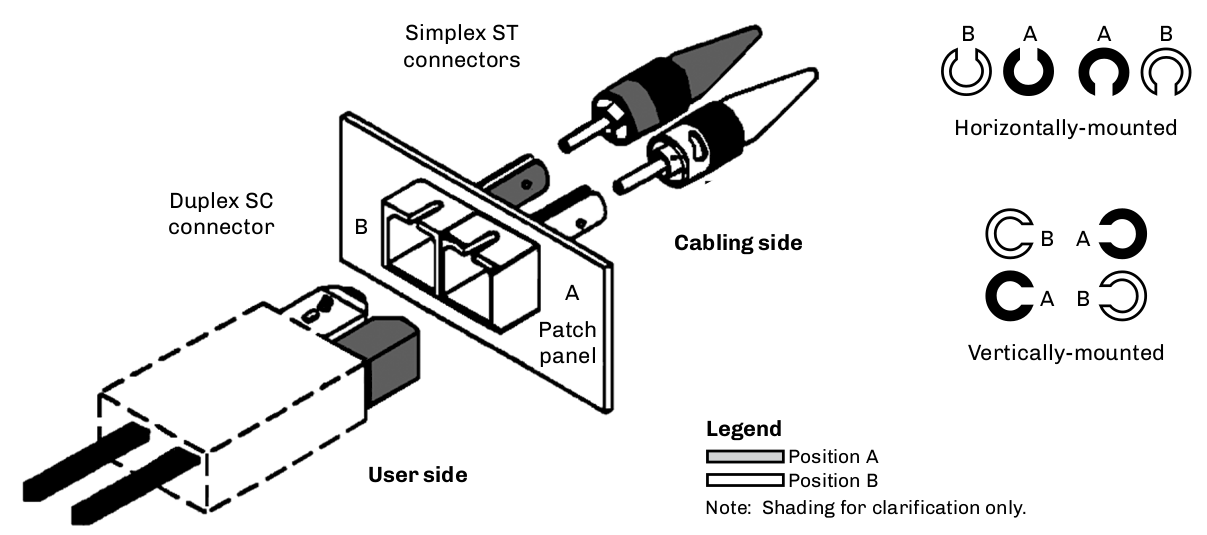 Simplex ST
connectors
B A A B
Horizontally-mounted
Duplex SC
connector
B
Cabling side
B A
A B
Vertically-mounted
A
Patch
panel
User side
Legend
Position A
Position B
Note: Shading for clarification only.